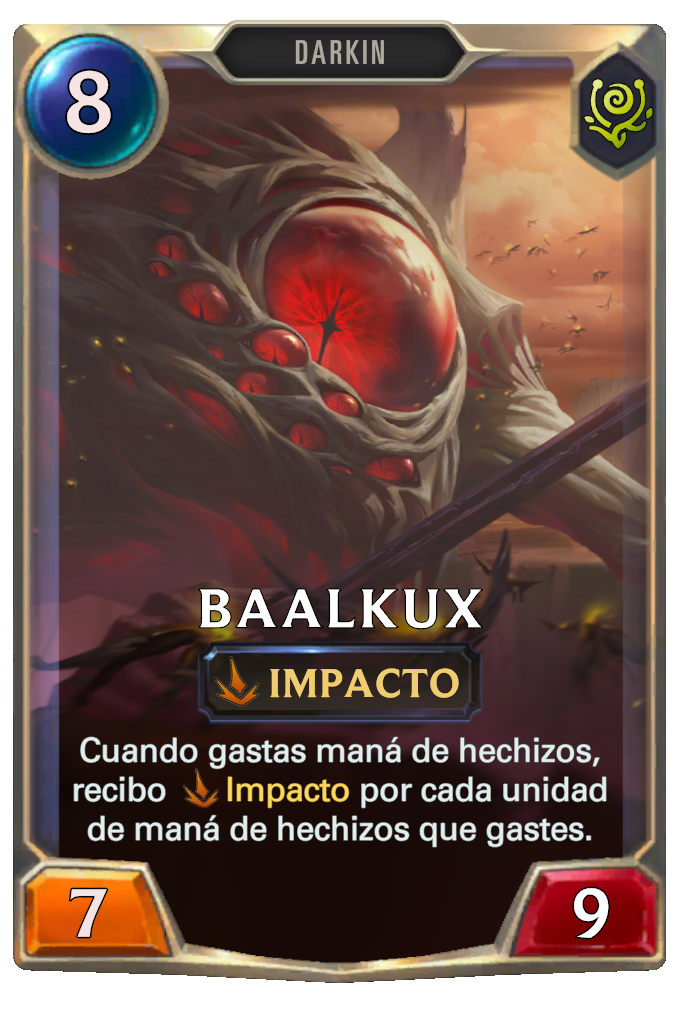 DARKIN
8
BAALKUX
IMPACTO
Cuando gastas maná de hechizos,
recibo Impacto por cada unidad
de maná de hechizos que gastes.
7
9